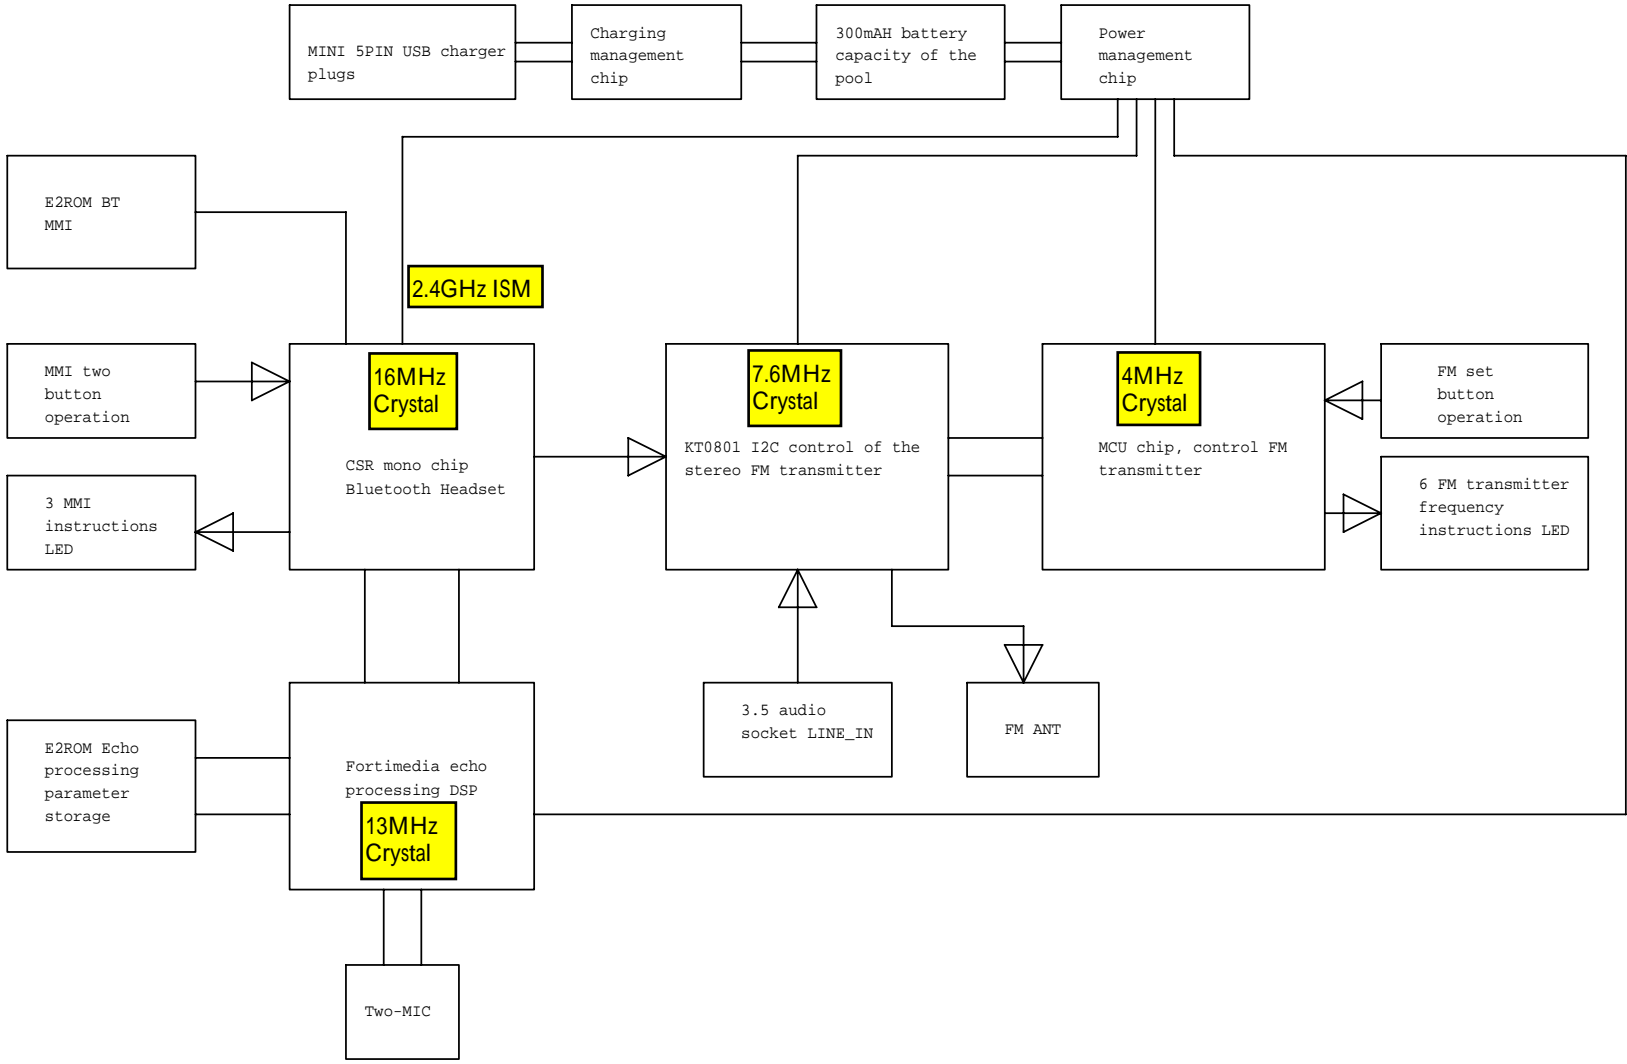 MINI 5PIN USB charger
plugs
Charging
management
chip
300mAH battery
capacity of the
pool
Power
management
chip
E2ROM BT
MMI
2.4GHz ISM
MMI two
button
operation
16MHz
Crystal
CSR mono chip
Bluetooth Headset
7.6MHz
Crystal
KT0801 I2C control of the
stereo FM transmitter
4MHz
Crystal
MCU chip, control FM
transmitter
FM set
button
operation
3 MMI
instructions
LED
6 FM transmitter
frequency
instructions LED
E2ROM Echo
processing
parameter
storage
Fortimedia echo
processing DSP
13MHz
Crystal
3.5 audio
socket LINE_IN
FM ANT
Two-MIC